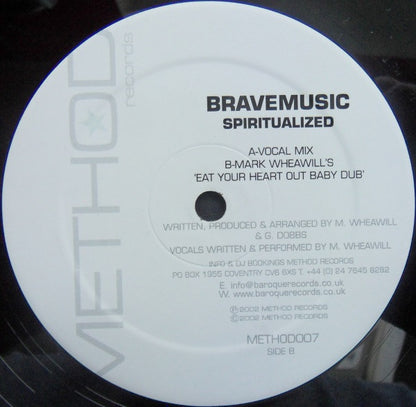 METHOD
records
BRAVEMUSIC
SPIRITUALIZED
A-VOCAL MIX
B-MARK WHEAWILL'S
'EAT YOUR HEART OUT BABY DUB'
WRITTEN, PRODUCED & ARRANGED BY M. WHEAWILL
& G. COBBS
VOCALS WRITTEN & PERFORMED BY M. WHEAWILL
INFO & DJ BOOKINGS METHOD RECORDS
PO BOX 1955 COVENTRY CV6 6XS T. +44 (0) 24 7645 6282
E. info@baroquerecords.co.uk
W. www.baroquerecords.co.uk
℗2002 METHOD RECORDS
©2002 METHOD RECORDS
METHOD007
SIDE B